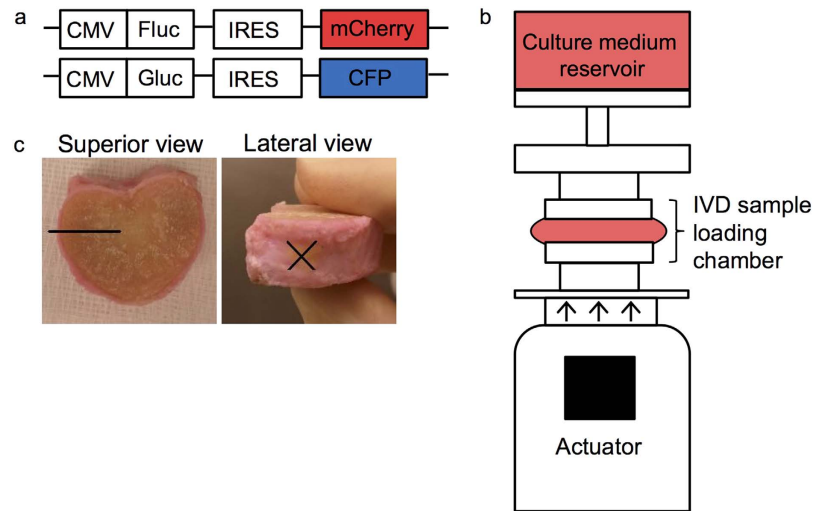 a
CMV Fluc IRES mCherry
CMV Gluc IRES CFP
b
Culture medium
reservoir
IVD sample
loading
chamber
Actuator
c
Superior view Lateral view